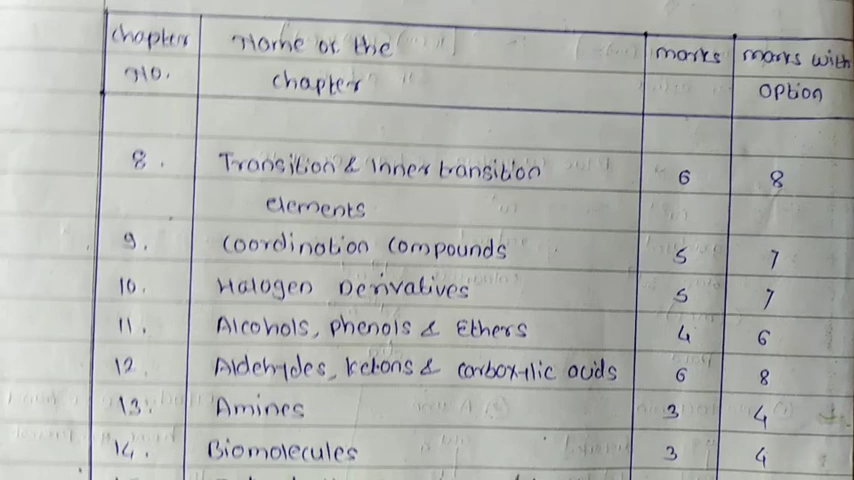 chapter Name of the marks marks with
No. chapter option
8. Transition & Inner transition 6 8
elements
9. Coordination Compounds 5 7
10. Halogen Derivatives 5 7
11. Alcohols, phenols & Ethers 4 6
12. Aldehydes, ketons & carboxylic acids 6 8
13. Amines 3 4
14. Biomolecules 3 4